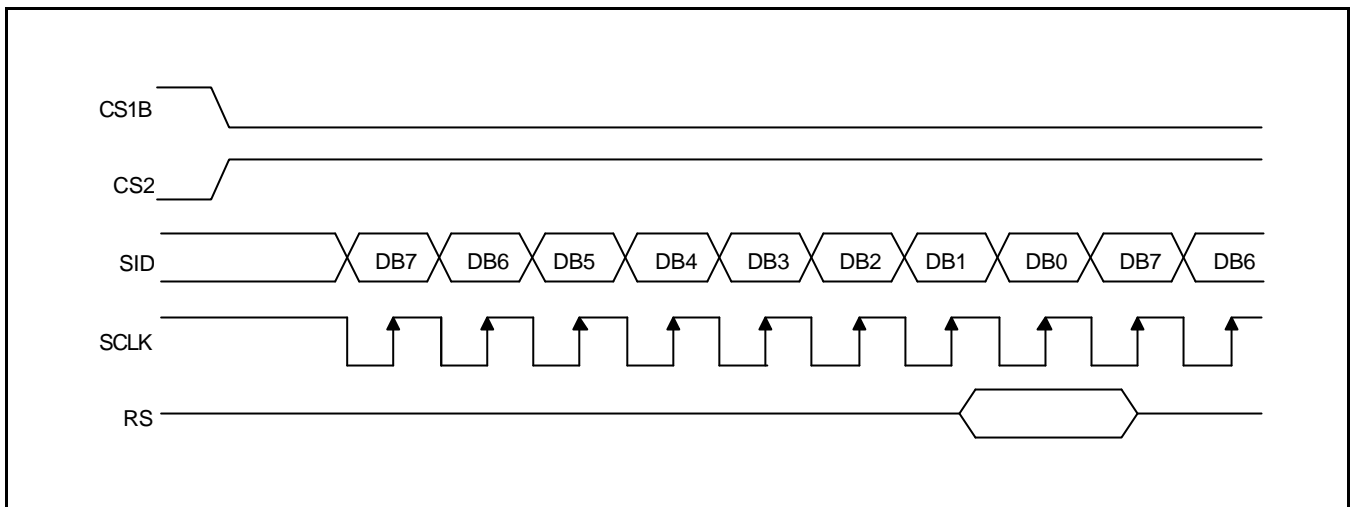 CS1B
CS2
SID DB7 DB6 DB5 DB4 DB3 DB2 DB1 DB0 DB7 DB6
SCLK
RS